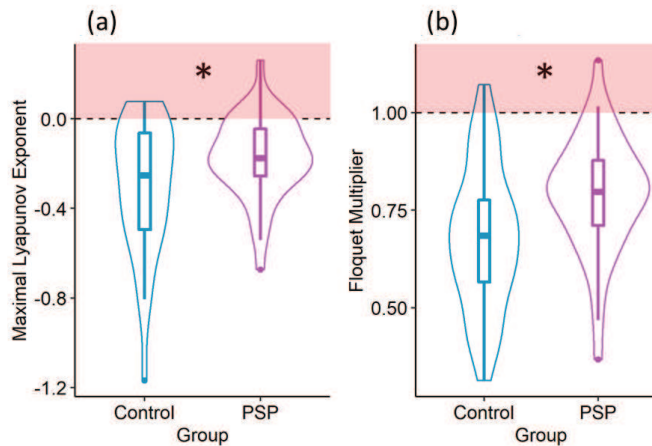 (a)
*
Maximal Lyapunov Exponent
0.0
-0.4
-0.8
-1.2
Control PSP
Group
(b)
*
Floquet Multiplier
1.00
0.75
0.50
Control PSP
Group